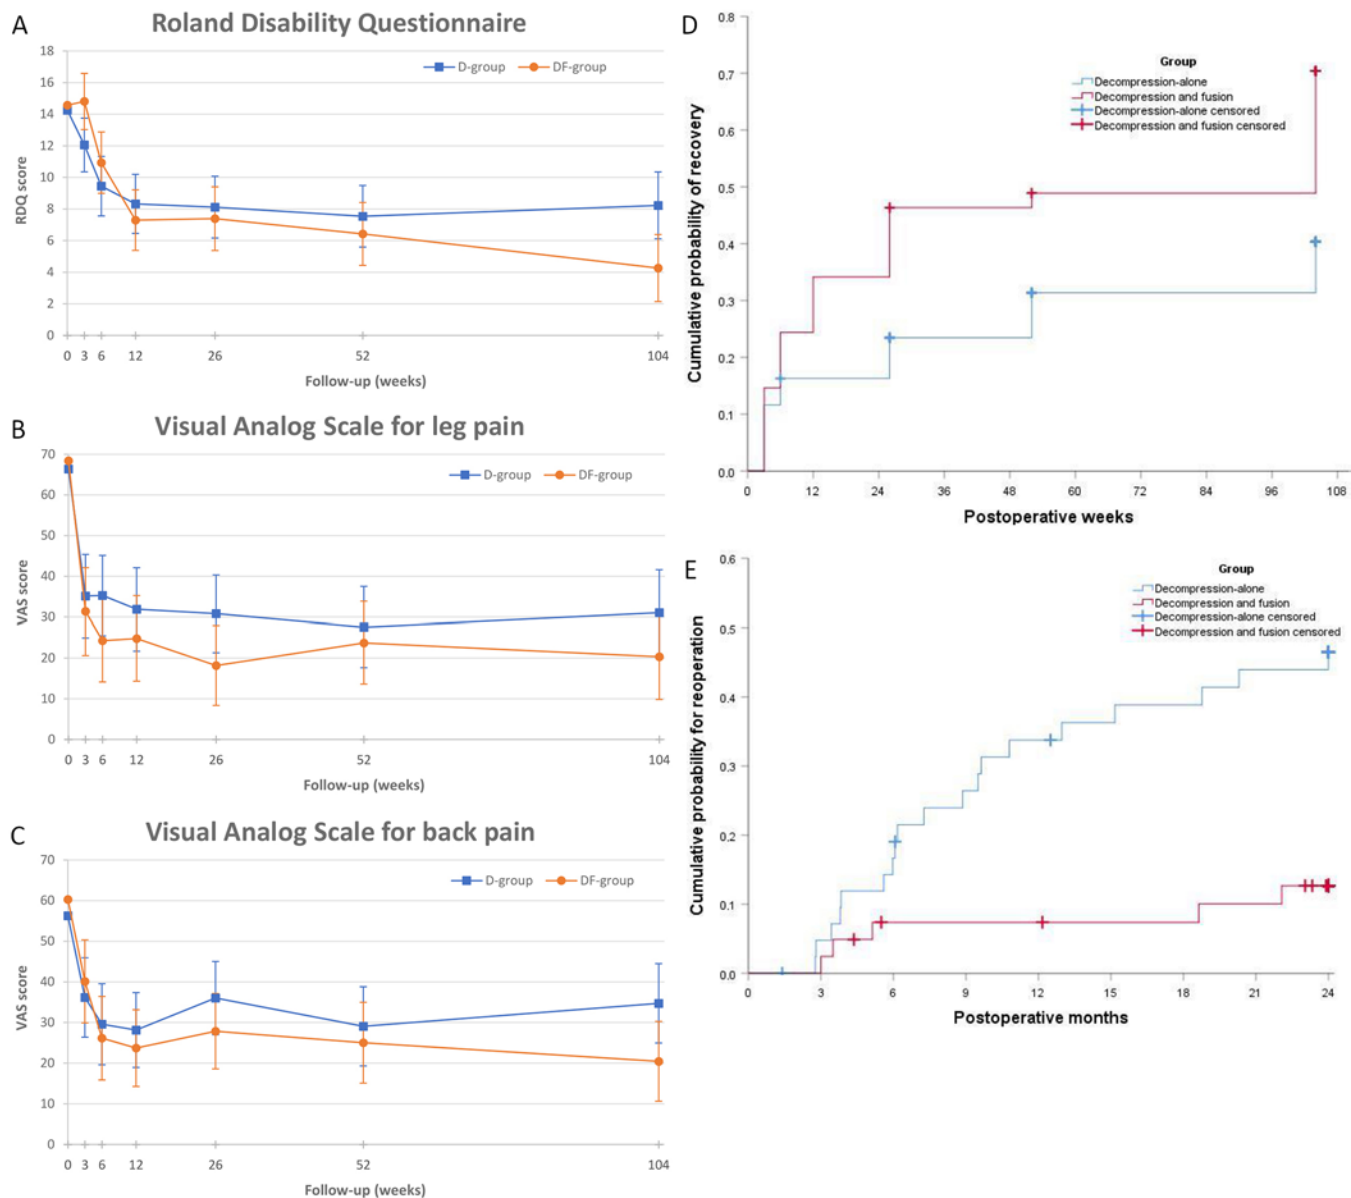 A
Roland Disability Questionnaire
D-group DF-group
18
16
14
12
10
8
6
4
2
0
RDQ score
0 3 6 12 26 52 104
Follow-up (weeks)
B
Visual Analog Scale for leg pain
D-group DF-group
70
60
50
40
30
20
10
0
VAS score
0 3 6 12 26 52 104
Follow-up (weeks)
C
Visual Analog Scale for back pain
D-group DF-group
70
60
50
40
30
20
10
0
VAS score
0 3 6 12 26 52 104
Follow-up (weeks)
D
Group
Decompression-alone
Decompression and fusion
Decompression-alone censored
Decompression and fusion censored
0.8
0.7
0.6
0.5
0.4
0.3
0.2
0.1
0.0
Cumulative probability of recovery
0 12 24 36 48 60 72 84 96 108
Postoperative weeks
E
Group
Decompression-alone
Decompression and fusion
Decompression-alone censored
Decompression and fusion censored
0.6
0.5
0.4
0.3
0.2
0.1
0.0
Cumulative probability for reoperation
0 3 6 9 12 15 18 21 24
Postoperative months